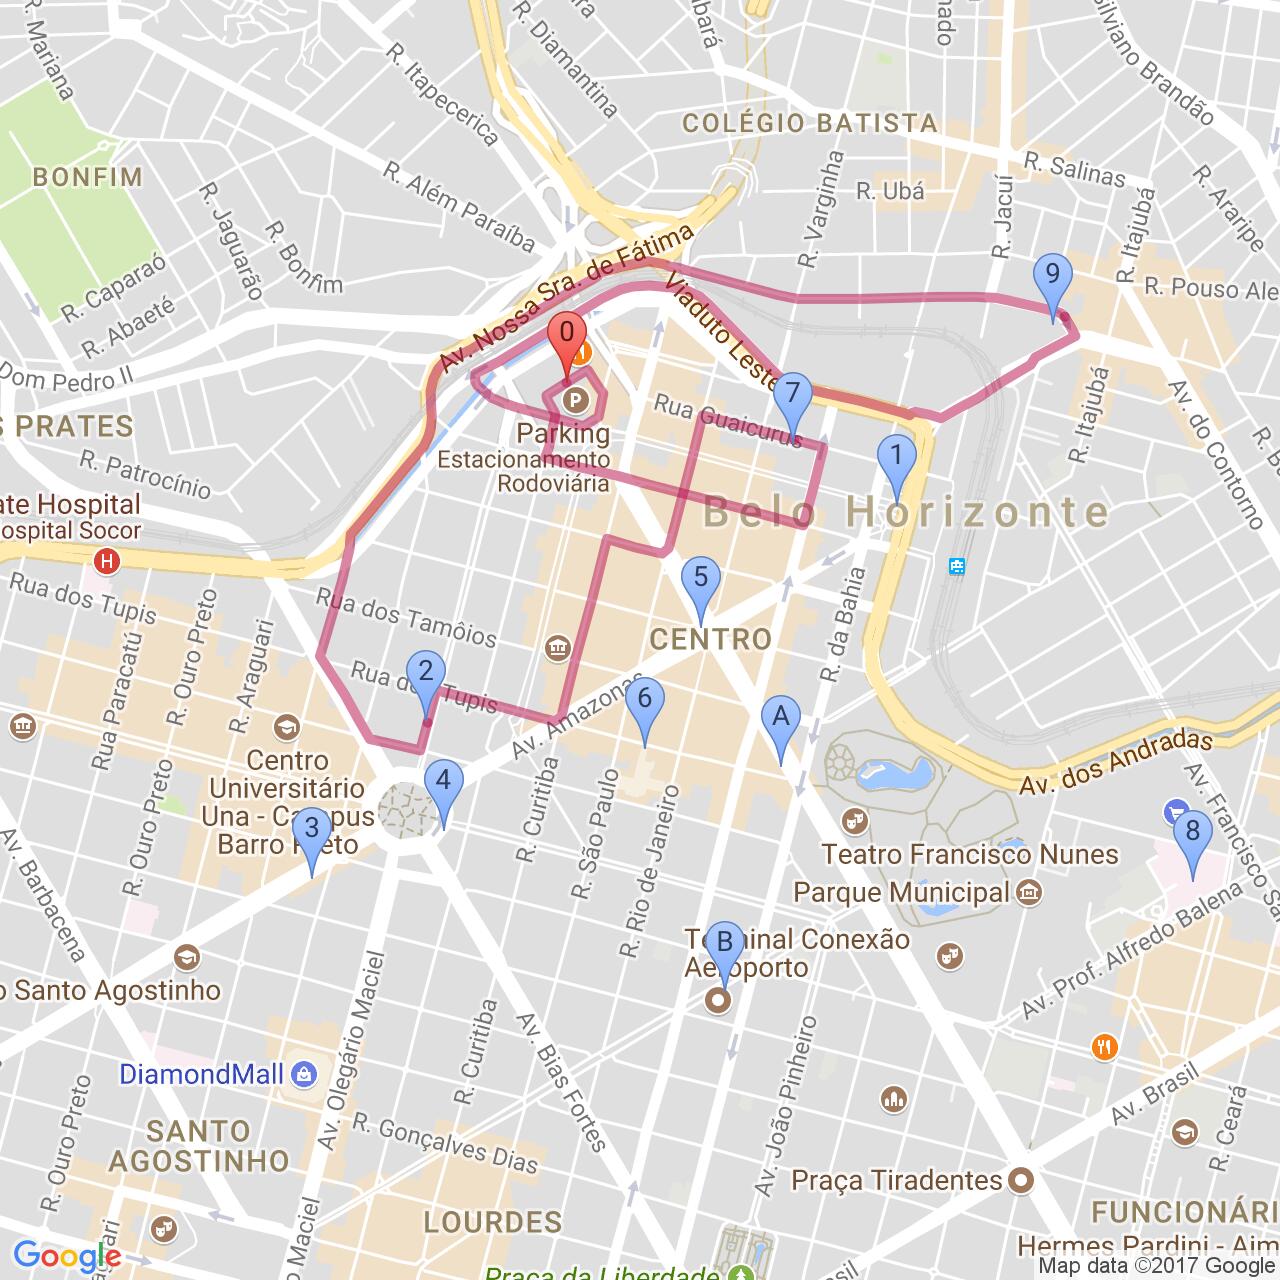 R. Mariana
R. Itapecerica
R. Diamantina
abará
Silviano Brandão
COLÉGIO BATISTA
BONFIM
R. Além Paraíba
R. Jaguarão
R. Bonfim
R. Salinas
R. Ubá
R. Varginha
R. Jacuí
R. Itajubá
R. Araripe
R. Caparaó
R. Abaeté
Av. Nossa Sra. de Fátima
Viaduto Leste
9
R. Pouso Ale
Dom Pedro II
0
S PRATES
R. Patrocínio
P
Parking
Estacionamento
Rodoviária
Rua Guaicurus
7
1
R. Itajubá
Av. do Contorno
R. Ba
ate Hospital
ospital Socor
H
Belo Horizonte
Rua dos Tupis
Rua Paracatú
R. Ouro Preto
R. Araguari
Rua dos Tamôios
Rua dos Tupis
2
5
CENTRO
R. da Bahia
6
A
Av. Amazonas
Av. dos Andradas
Av. Francisco Sa
Centro
Universitário
Una - Campus
Barro Preto
3
4
R. Ouro Preto
R. Curitiba
R. São Paulo
R. Rio de Janeiro
Teatro Francisco Nunes
Parque Municipal
8
Av. Prof. Alfredo Balena
Av. Barbacena
o Santo Agostinho
B
Terminal Conexão
Aeroporto
DiamondMall
Av. Olegário Maciel
R. Curitiba
Av. Bias Fortes
Av. João Pinheiro
Av. Brasil
R. Ceará
R. Ouro Preto
SANTO
AGOSTINHO
R. Gonçalves Dias
Praça Tiradentes
LOURDES
FUNCIONÁRI
Hermes Pardini - Aim
aguari
o Maciel
Praça da Liberdade
Google
Map data ©2017 Google